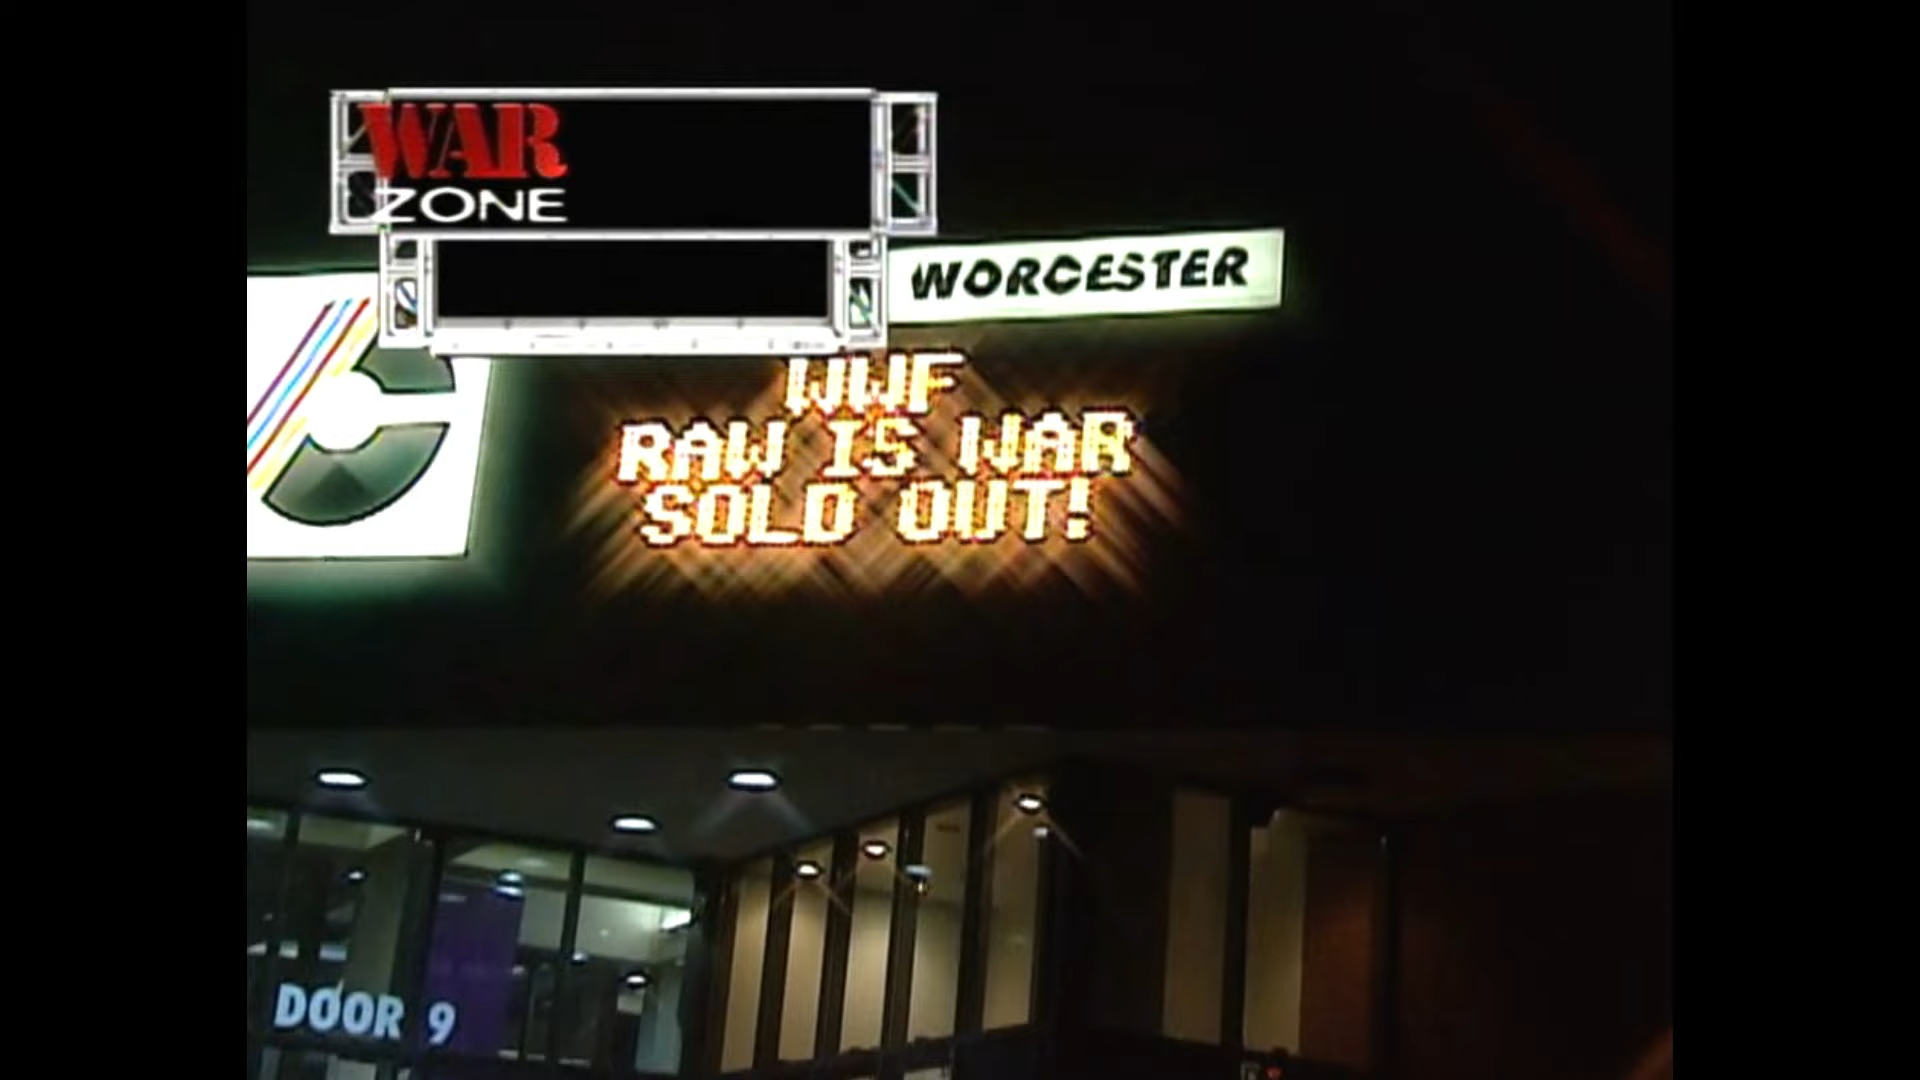 WAR
ZONE
WORCESTER
WWF
RAW IS WAR
SOLD OUT!
DOOR 9